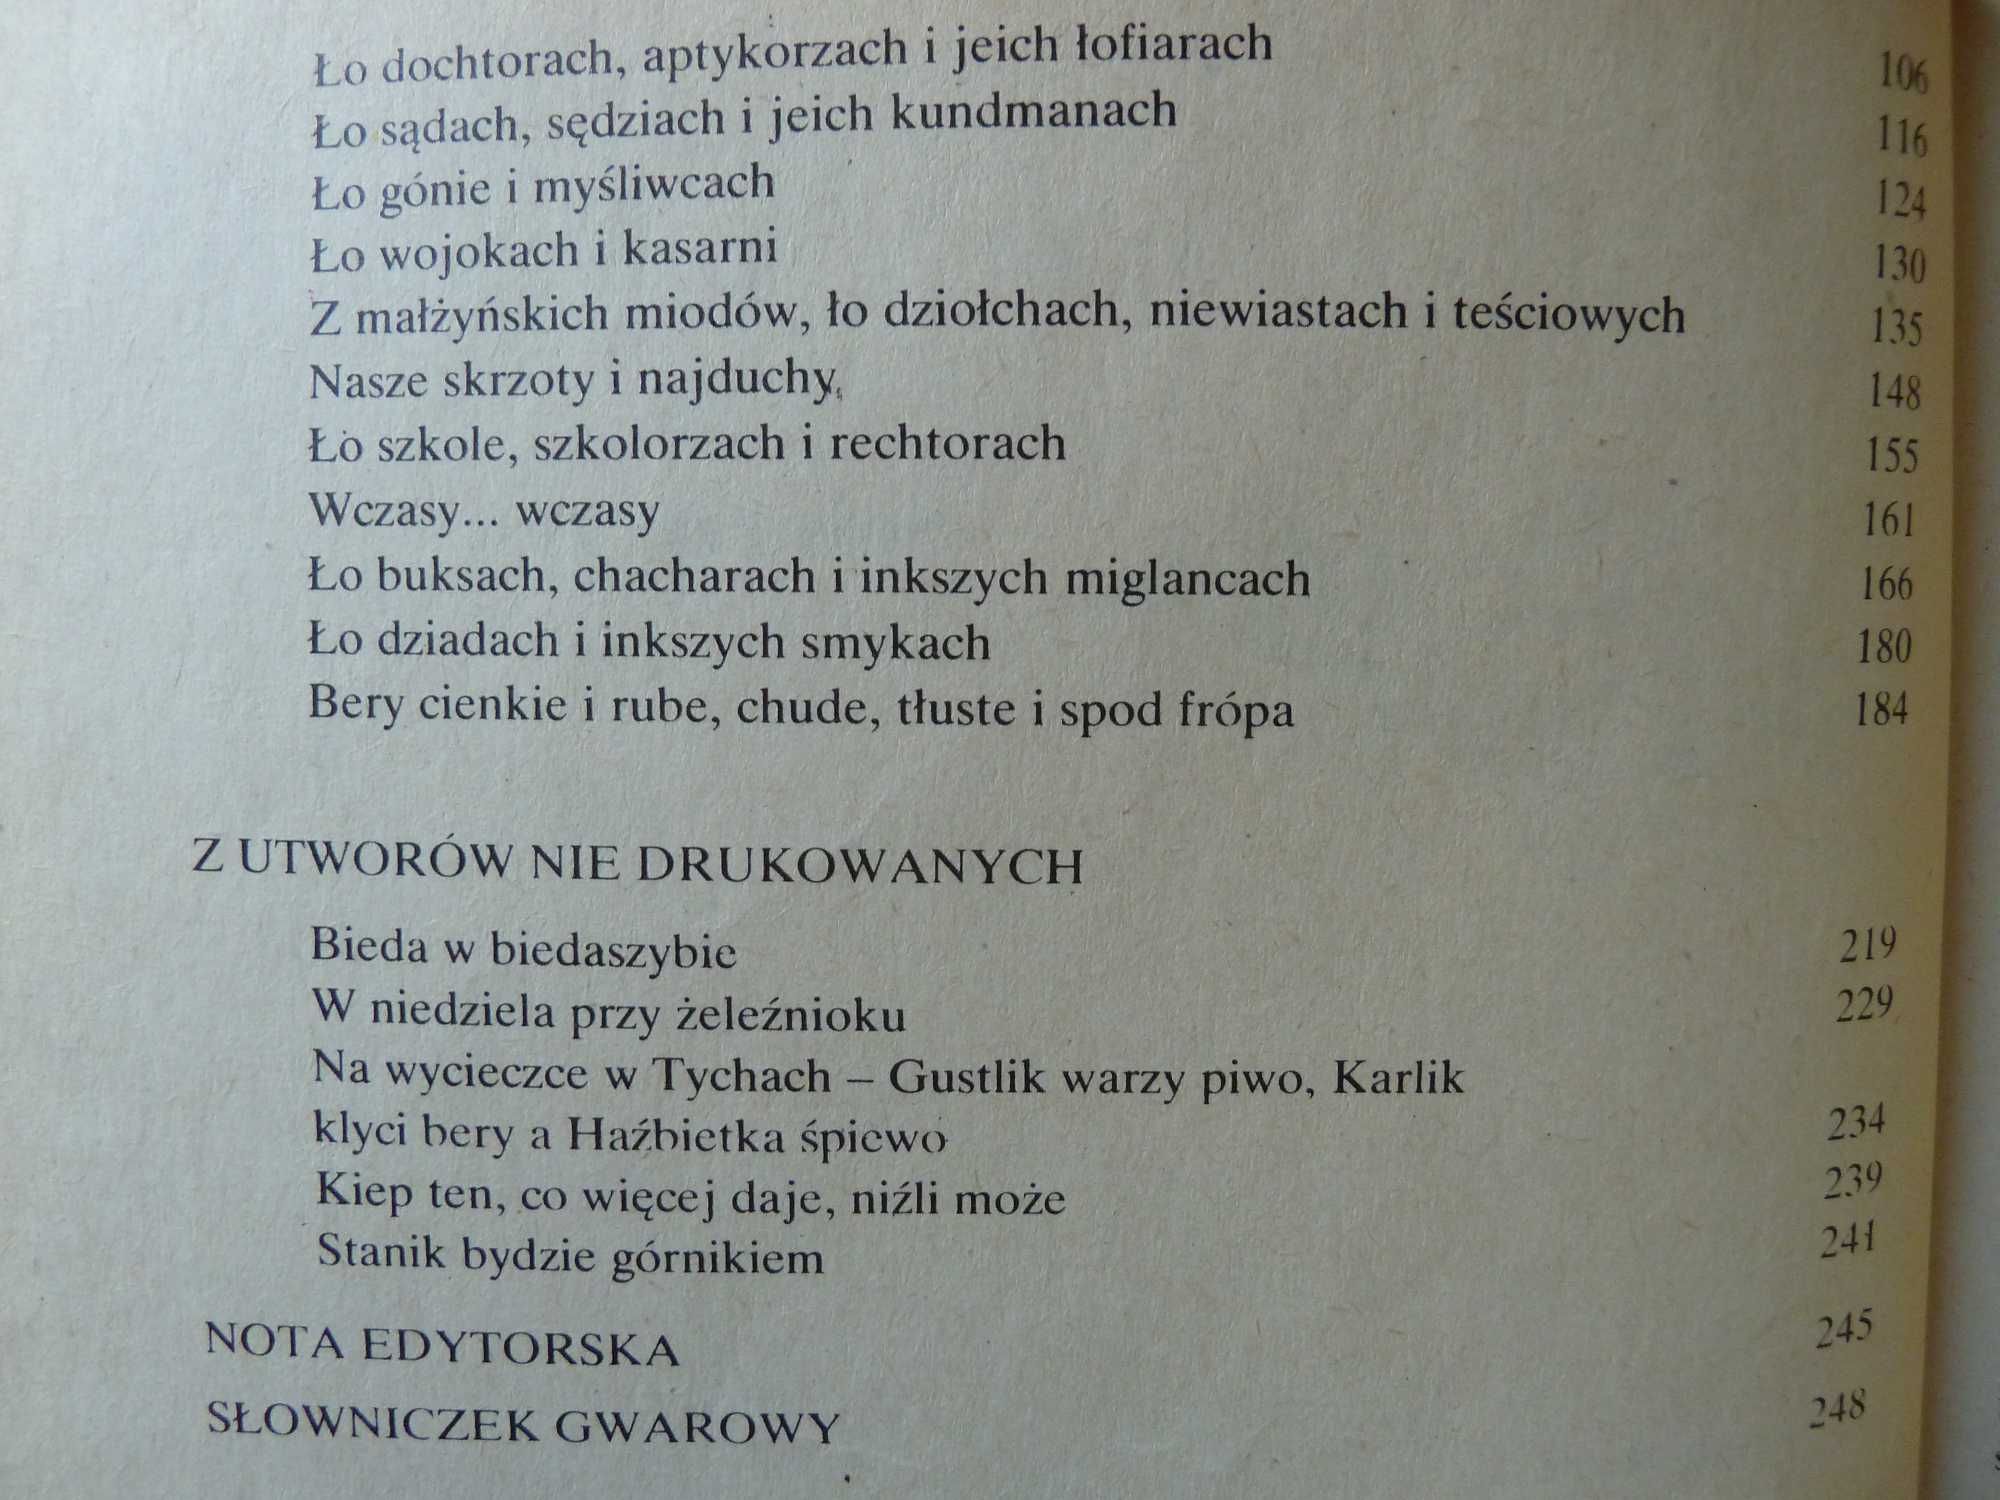 Ło dochtorach, aptykorzach i jeich łofiarach 106
Ło sądach, sędziach i jeich kundmanach 116
Ło gónie i myśliwcach 124
Ło wojokach i kasarni 130
Z małżyńskich miodów, ło dziołchach, niewiastach i teściowych 135
Nasze skrzoty i najduchy 148
Ło szkole, szkolorzach i rechtorach 155
Wczasy... wczasy 161
Ło buksach, chacharach i inkszych miglancach 166
Ło dziadach i inkszych smykach 180
Bery cienkie i rube, chude, tłuste i spod frópa 184
Z UTWORÓW NIE DRUKOWANYCH
Bieda w biedaszybie 219
W niedziela przy żeleźnioku 229
Na wycieczce w Tychach – Gustlik warzy piwo, Karlik
klyci bery a Haźbietka śpiewo 234
Kiep ten, co więcej daje, niźli może 239
Stanik bydzie górnikiem 241
NOTA EDYTORSKA 245
SŁOWNICZEK GWAROWY 248